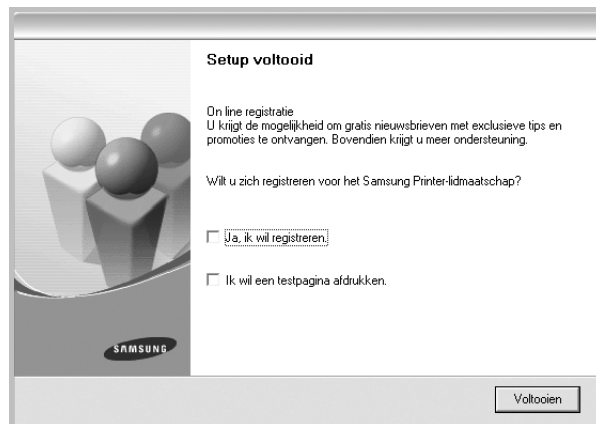 Setup voltooid
On line registratie
U krijgt de mogelijkheid om gratis nieuwsbrieven met exclusieve tips en
promoties te ontvangen. Bovendien krijgt u meer ondersteuning.
Wilt u zich registreren voor het Samsung Printer-lidmaatschap?
Ja, ik wil registreren.
Ik wil een testpagina afdrukken.
SAMSUNG
Voltooien